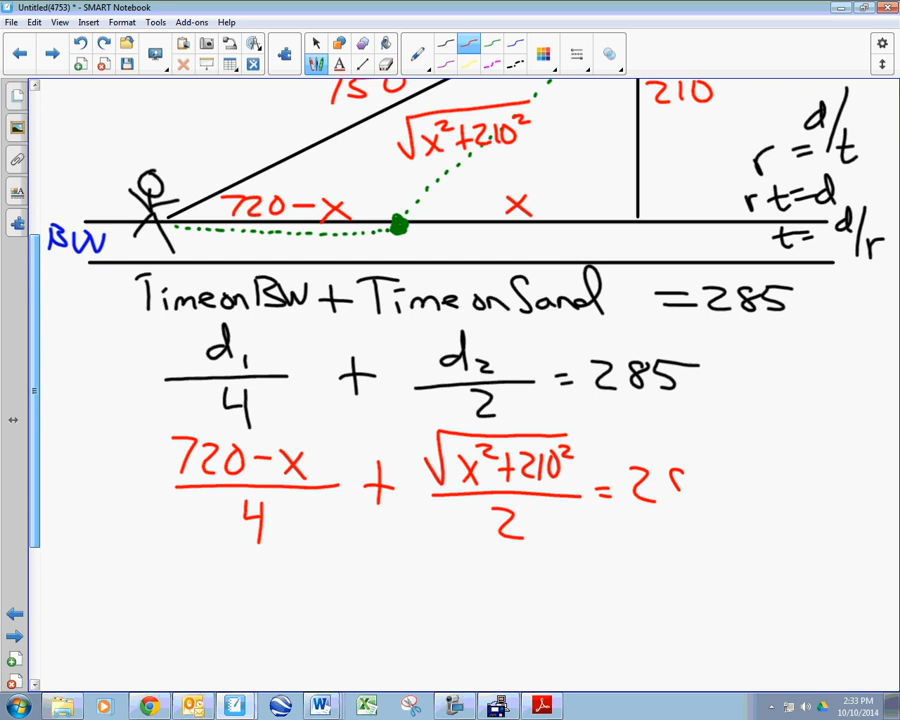 Untitled(4753) * - SMART Notebook
File Edit View Insert Format Tools Add-ons Help
210
√x²+210²
d/t
r =
r t = d
t = d/r
720 - x
x
BW
Time on BW + Time on Sand = 285
d₁/4 + d₂/2 = 285
720 - x/4 + √x²+210²/2 = 2
2:33 PM
10/10/2014